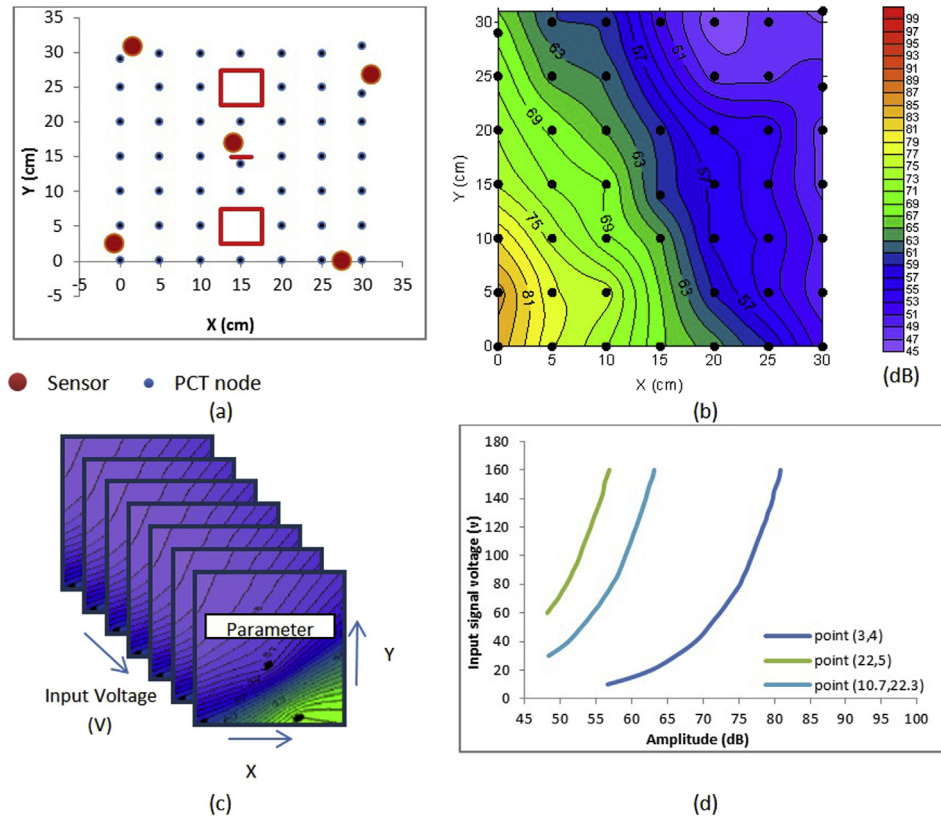 35
30
25
20
15
10
5
0
-5
Y (cm)
-5 0 5 10 15 20 25 30 35
X (cm)
Sensor PCT node
(a)
30
25
20
15
10
5
0
Y (cm)
0 5 10 15 20 25 30
X (cm)
63
57
51
69
63
57
75
69
63
57
81
99
97
95
93
91
89
87
85
83
81
79
77
75
73
71
69
67
65
63
61
59
57
55
53
51
49
47
45
(dB)
(b)
Parameter
Y
Input Voltage
(V)
X
(c)
180
160
140
120
100
80
60
40
20
0
Input signal voltage (v)
point (3,4)
point (22,5)
point (10.7,22.3)
45 50 55 60 65 70 75 80 85 90 95 100
Amplitude (dB)
(d)